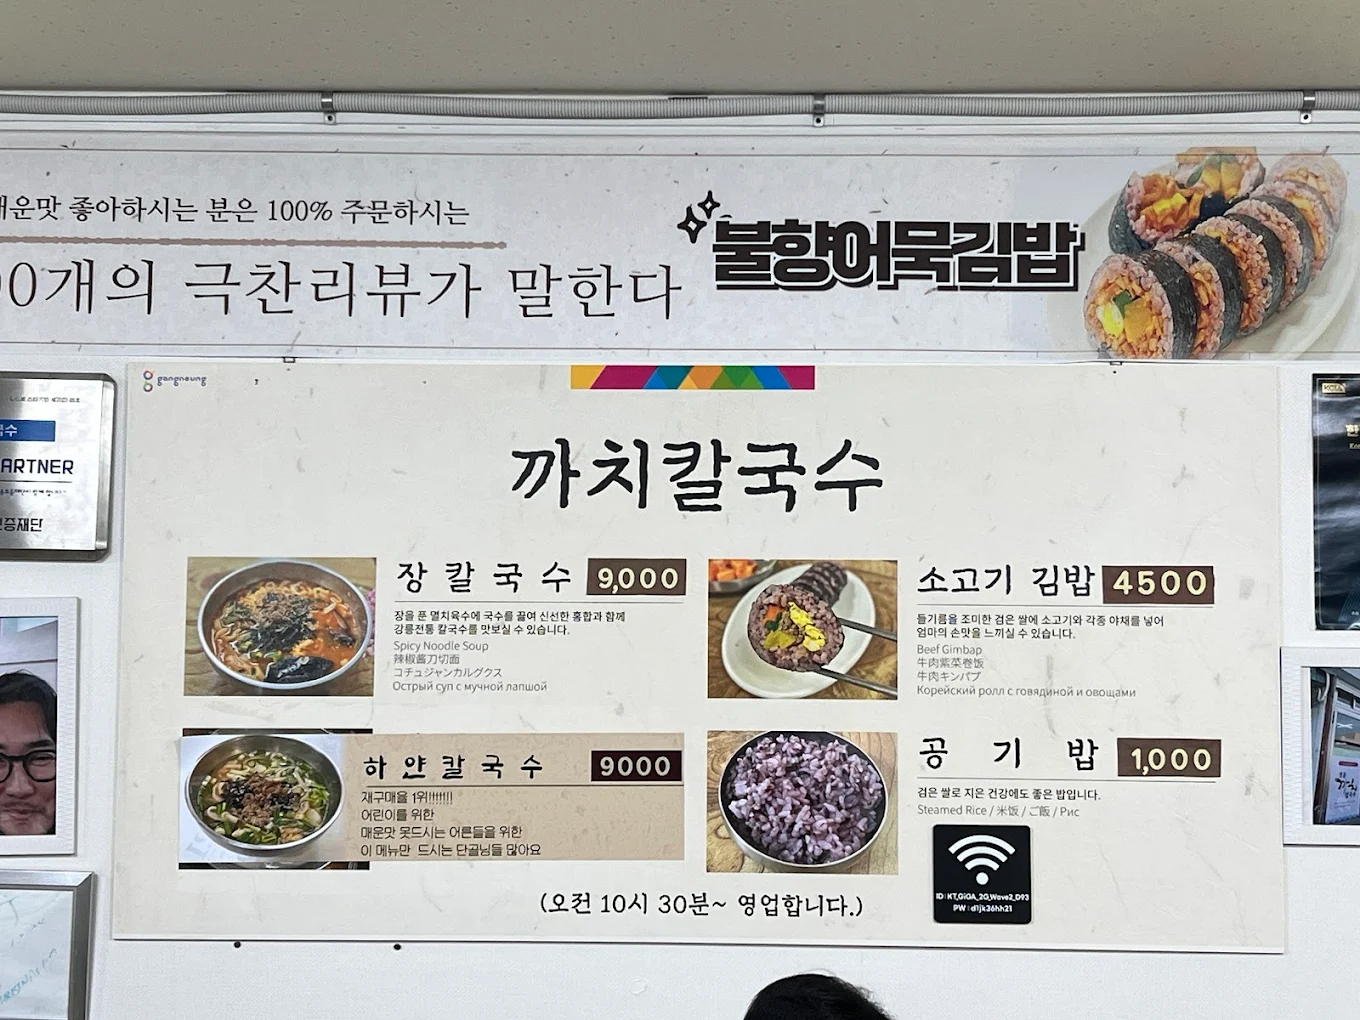 매운맛 좋아하시는 분은 100% 주문하시는
00개의 극찬리뷰가 말한다
불향어묵김밥
gangneung
까치칼국수
장칼국수 9,000
장을 푼 멸치육수에 국수를 끓여 신선한 홍합과 함께
강릉전통 칼국수를 맛보실 수 있습니다.
Spicy Noodle Soup
辣椒酱刀切面
コチュジャンカルグクス
Острый суп с мучной лапшой
소고기 김밥 4500
들기름을 조미한 검은 쌀에 소고기와 각종 야채를 넣어
엄마의 손맛을 느끼실 수 있습니다.
Beef Gimbap
牛肉紫菜卷饭
牛肉キンパプ
Корейский ролл с говядиной и овощами
하얀칼국수 9000
재구매율 1위!!!!!!!!
어린이를 위한
매운맛 못드시는 어른들을 위한
이 메뉴만 드시는 단골님들 많아요
공기밥 1,000
검은 쌀로 지은 건강에도 좋은 밥입니다.
Steamed Rice / 米饭 / ご飯 / Рис
ID : KT_GiGA_2G_Wave2_D93
PW : d1jk36hh21
(오전 10시 30분~ 영업합니다.)
국수
ARTNER
증재단
KCIA